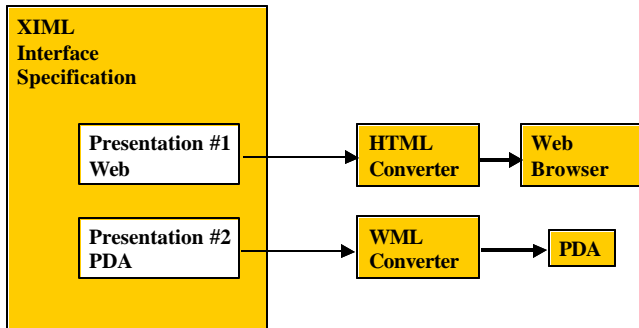 XIML
Interface
Specification
Presentation #1
Web
HTML
Converter
Web
Browser
Presentation #2
PDA
WML
Converter
PDA